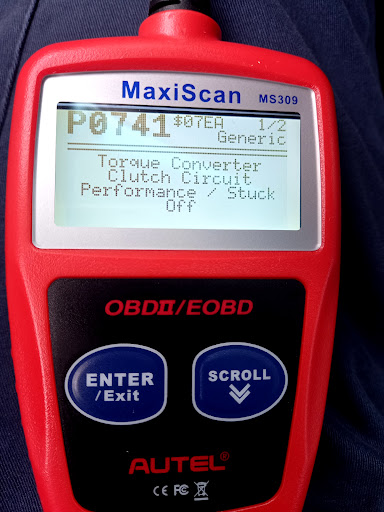 MaxiScan MS309
P0741 $07EA 1/2
Generic
Torque Converter
Clutch Circuit
Performance / Stuck
Off
OBDII/EOBD
ENTER
/Exit
SCROLL
AUTEL®
CE FC